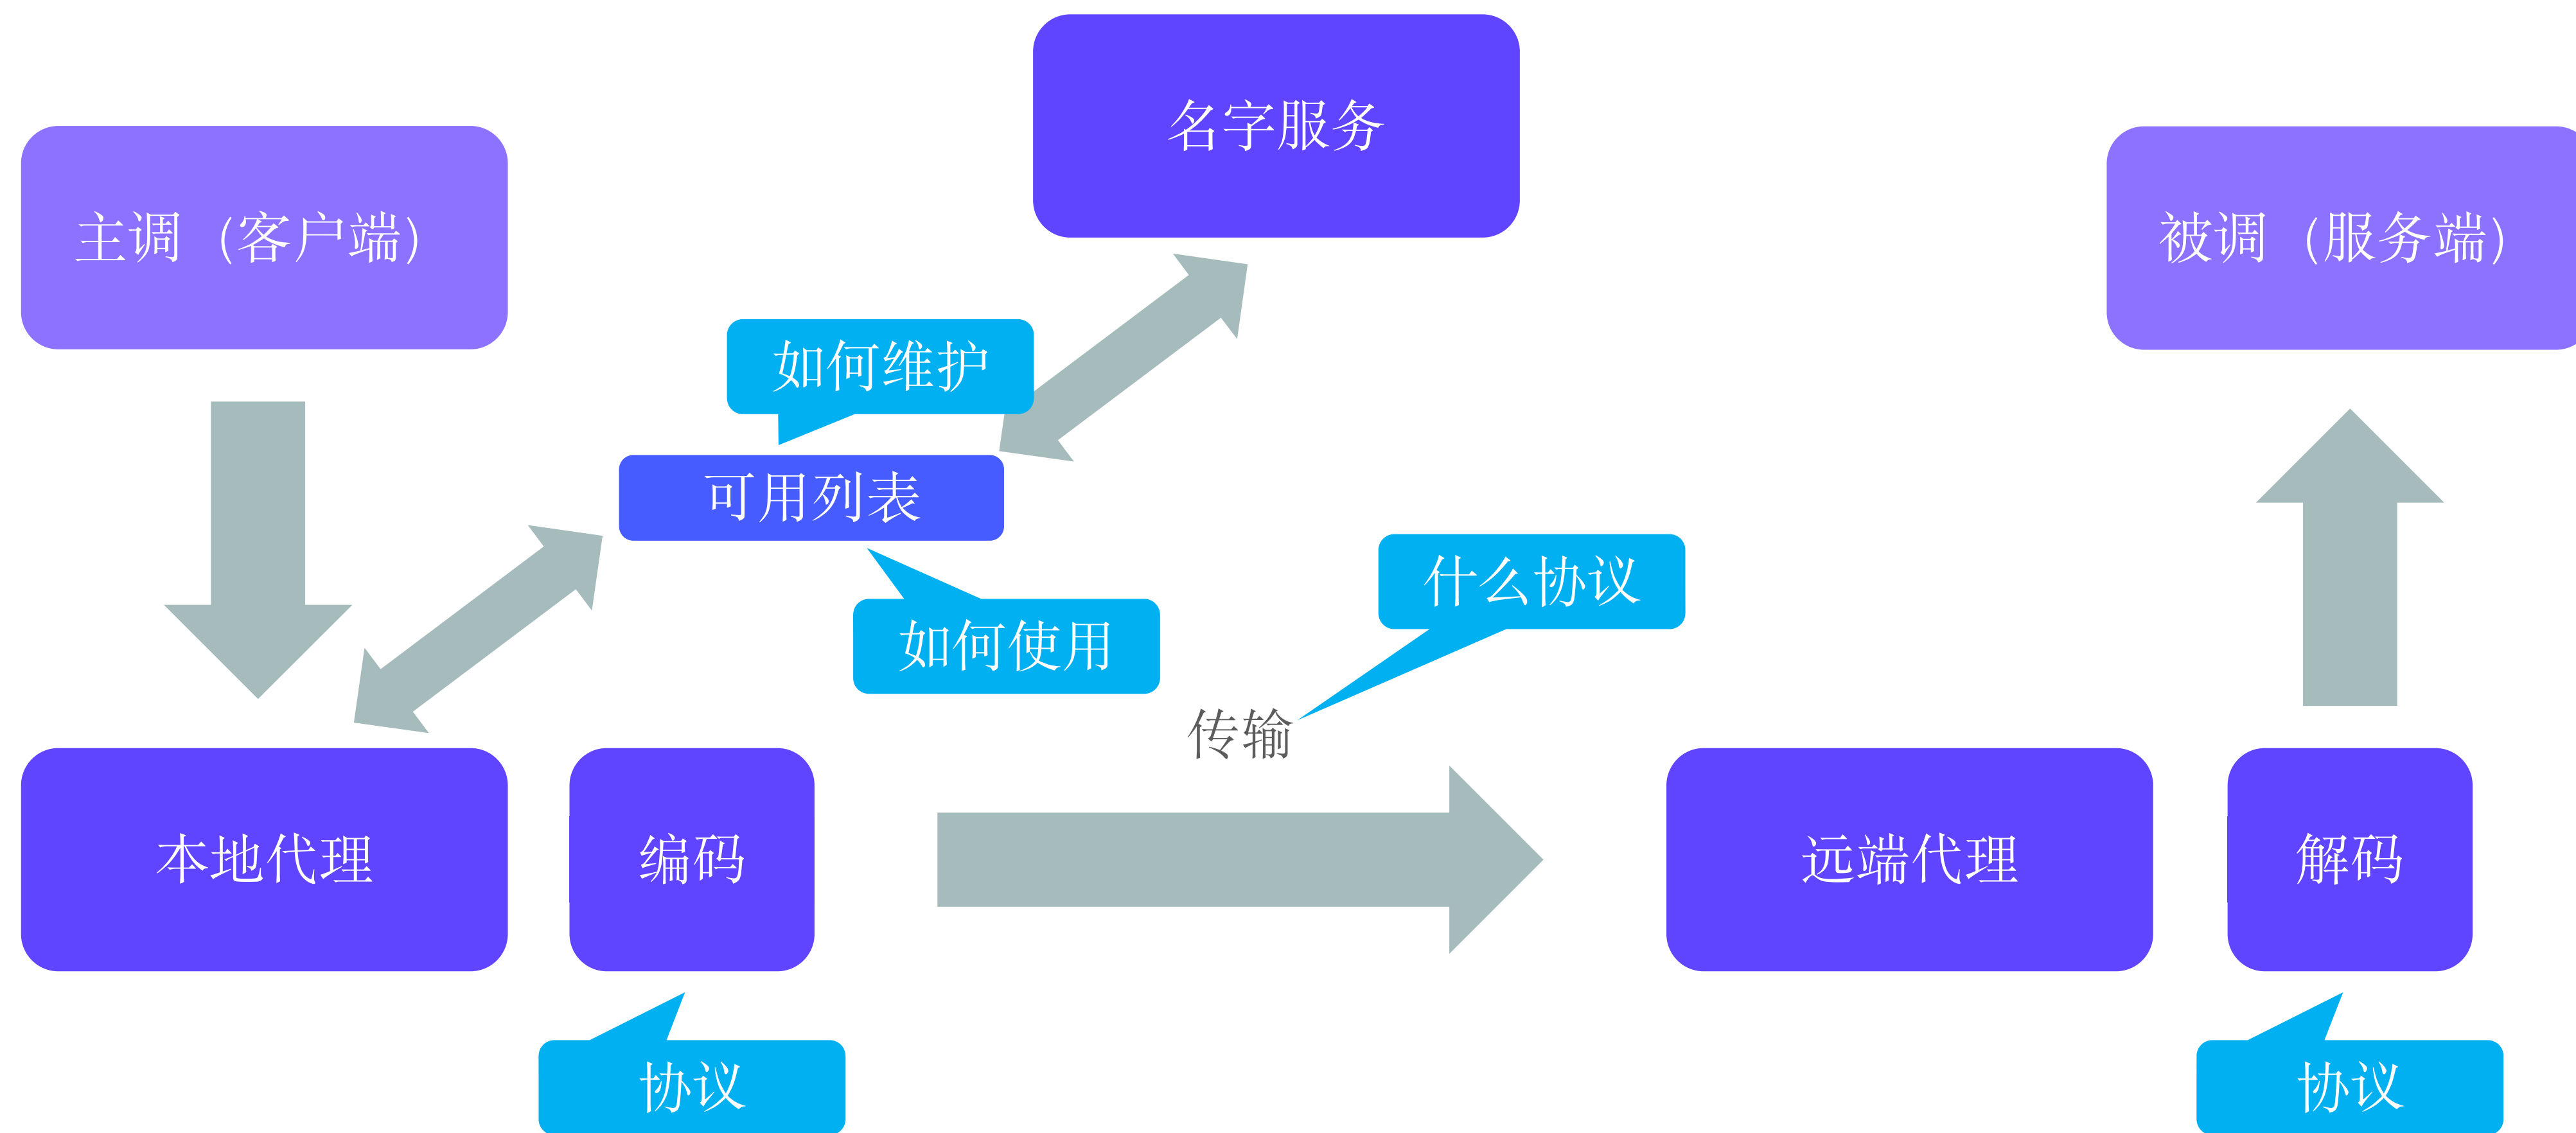 名字服务
主调（客户端）
被调（服务端）
如何维护
可用列表
什么协议
如何使用
传输
本地代理
编码
远端代理
解码
协议
协议